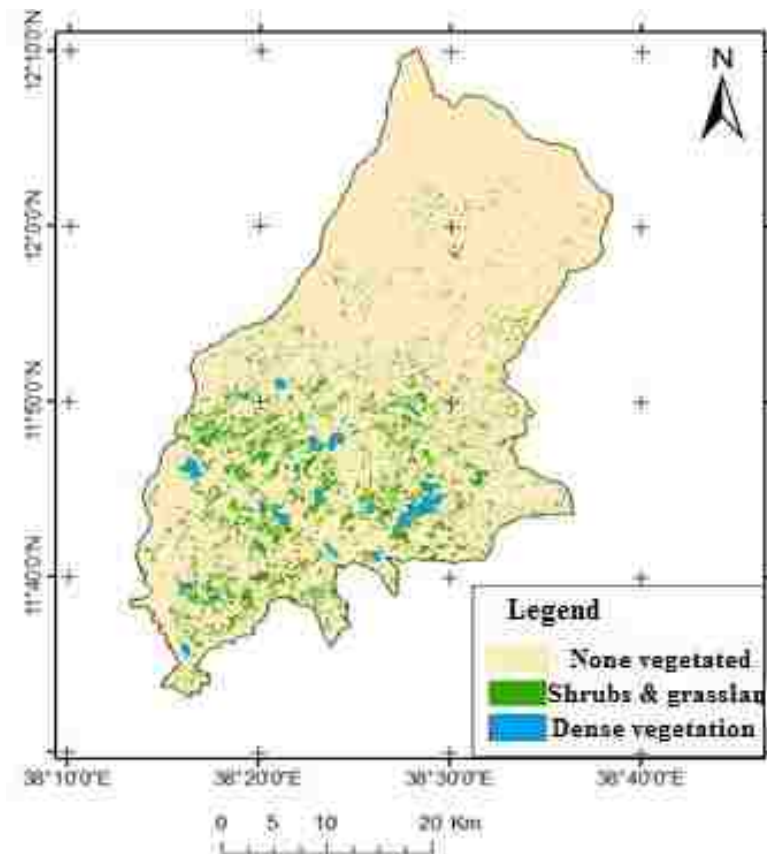 N
12°10'0"N
12°0'0"N
11°50'0"N
11°40'0"N
Legend
None vegetated
Shrubs & grasslan
Dense vegetation
38°10'0"E 38°20'0"E 38°30'0"E 38°40'0"E
0 5 10 20 Km